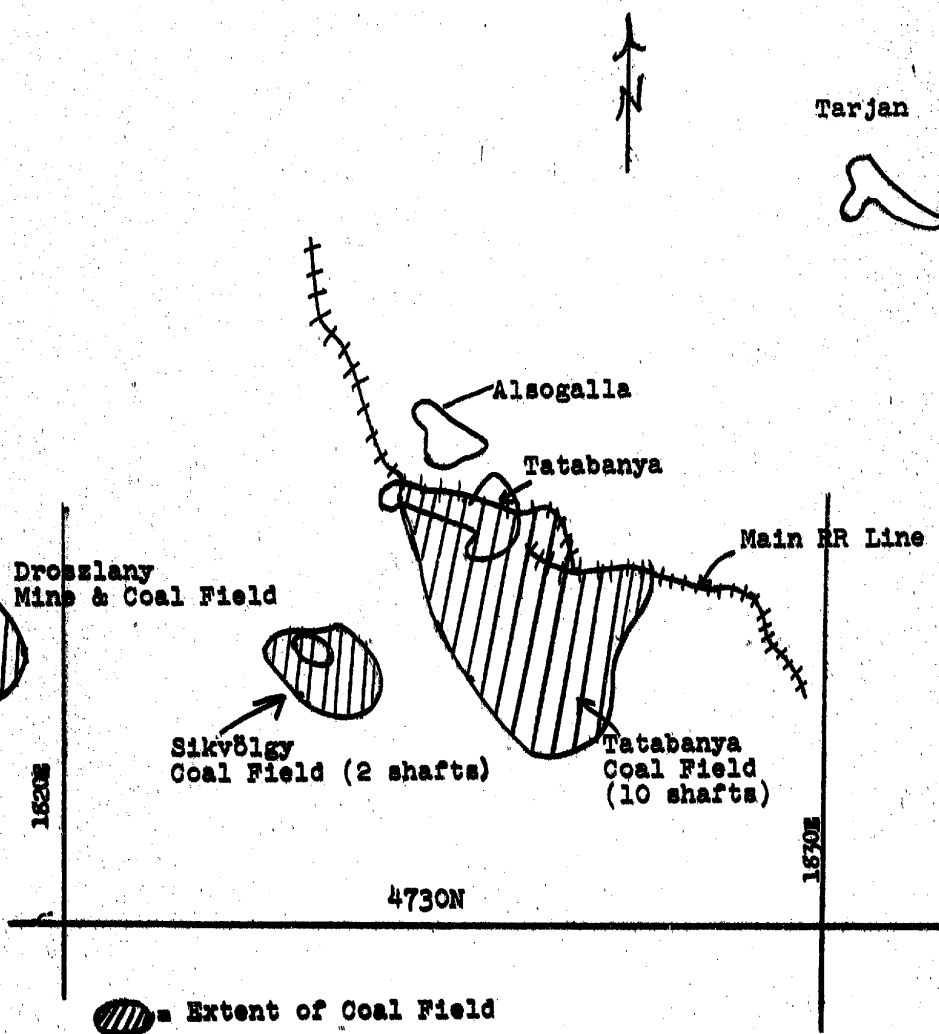 N
Tarjan
Alsogalla
Tatabanya
Main RR Line
Droszlany
Mine & Coal Field
Sikvölgy
Coal Field (2 shafts)
Tatabanya
Coal Field
(10 shafts)
1820E
1830E
4730N
= Extent of Coal Field